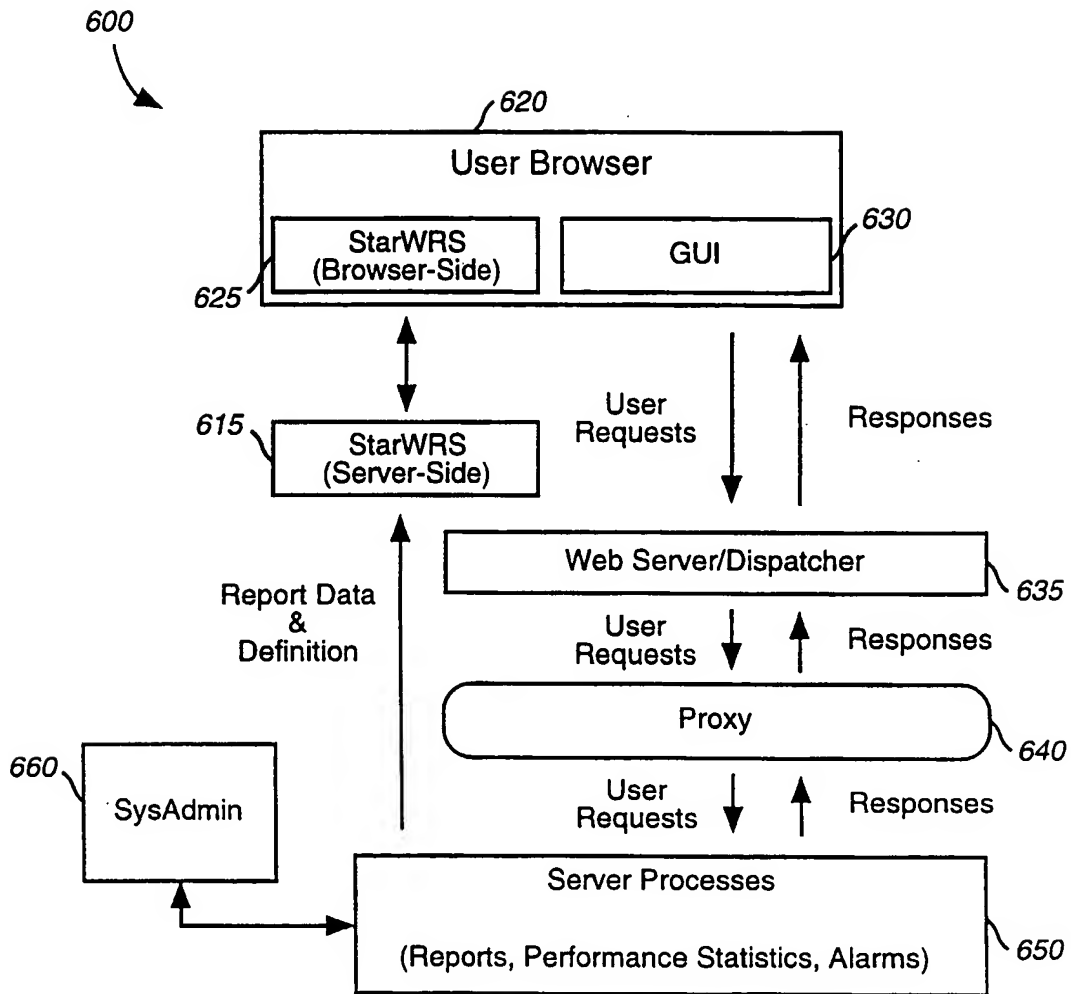 600
620
User Browser
StarWRS
(Browser-Side)
GUI
630
625
615
StarWRS
(Server-Side)
User
Requests
Responses
Web Server/Dispatcher
635
Report Data
&
Definition
User
Requests
Responses
Proxy
640
660
SysAdmin
User
Requests
Responses
Server Processes
(Reports, Performance Statistics, Alarms)
650